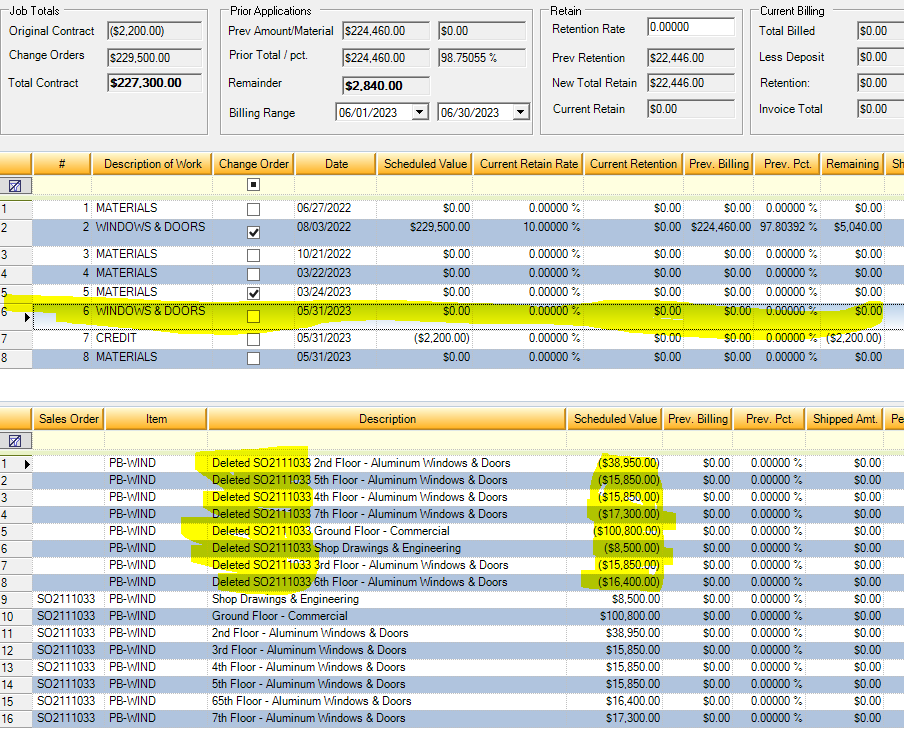 Job Totals
Original Contract ($2,200.00)
Change Orders $229,500.00
Total Contract $227,300.00
Prior Applications
Prev Amount/Material $224,460.00 $0.00
Prior Total / pct. $224,460.00 98.75055 %
Remainder $2,840.00
Billing Range 06/01/2023 06/30/2023
Retain
Retention Rate 0.00000
Prev Retention $22,446.00
New Total Retain $22,446.00
Current Retain $0.00
Current Billing
Total Billed $0.00
Less Deposit $0.00
Retention: $0.00
Invoice Total $0.00
# Description of Work Change Order Date Scheduled Value Current Retain Rate Current Retention Prev. Billing Prev. Pct. Remaining Sh
1 1 MATERIALS 06/27/2022 $0.00 0.00000 % $0.00 $0.00 0.00000 % $0.00
2 2 WINDOWS & DOORS 08/03/2022 $229,500.00 10.00000 % $0.00 $224,460.00 97.80392 % $5,040.00
3 3 MATERIALS 10/21/2022 $0.00 0.00000 % $0.00 $0.00 0.00000 % $0.00
4 4 MATERIALS 03/22/2023 $0.00 0.00000 % $0.00 $0.00 0.00000 % $0.00
5 5 MATERIALS 03/24/2023 $0.00 0.00000 % $0.00 $0.00 0.00000 % $0.00
6 6 WINDOWS & DOORS 05/31/2023 $0.00 0.00000 % $0.00 $0.00 0.00000 % $0.00
7 7 CREDIT 05/31/2023 ($2,200.00) 0.00000 % $0.00 $0.00 0.00000 % ($2,200.00)
8 8 MATERIALS 05/31/2023 $0.00 0.00000 % $0.00 $0.00 0.00000 % $0.00
Sales Order Item Description Scheduled Value Prev. Billing Prev. Pct. Shipped Amt. Pe
1 PB-WIND Deleted SO2111033 2nd Floor - Aluminum Windows & Doors ($38,950.00) $0.00 0.00000 % $0.00
2 PB-WIND Deleted SO2111033 5th Floor - Aluminum Windows & Doors ($15,850.00) $0.00 0.00000 % $0.00
3 PB-WIND Deleted SO2111033 4th Floor - Aluminum Windows & Doors ($15,850.00) $0.00 0.00000 % $0.00
4 PB-WIND Deleted SO2111033 7th Floor - Aluminum Windows & Doors ($17,300.00) $0.00 0.00000 % $0.00
5 PB-WIND Deleted SO2111033 Ground Floor - Commercial ($100,800.00) $0.00 0.00000 % $0.00
6 PB-WIND Deleted SO2111033 Shop Drawings & Engineering ($8,500.00) $0.00 0.00000 % $0.00
7 PB-WIND Deleted SO2111033 3rd Floor - Aluminum Windows & Doors ($15,850.00) $0.00 0.00000 % $0.00
8 PB-WIND Deleted SO2111033 6th Floor - Aluminum Windows & Doors ($16,400.00) $0.00 0.00000 % $0.00
9 SO2111033 PB-WIND Shop Drawings & Engineering $8,500.00 $0.00 0.00000 % $0.00
10 SO2111033 PB-WIND Ground Floor - Commercial $100,800.00 $0.00 0.00000 % $0.00
11 SO2111033 PB-WIND 2nd Floor - Aluminum Windows & Doors $38,950.00 $0.00 0.00000 % $0.00
12 SO2111033 PB-WIND 3rd Floor - Aluminum Windows & Doors $15,850.00 $0.00 0.00000 % $0.00
13 SO2111033 PB-WIND 4th Floor - Aluminum Windows & Doors $15,850.00 $0.00 0.00000 % $0.00
14 SO2111033 PB-WIND 5th Floor - Aluminum Windows & Doors $15,850.00 $0.00 0.00000 % $0.00
15 SO2111033 PB-WIND 65th Floor - Aluminum Windows & Doors $16,400.00 $0.00 0.00000 % $0.00
16 SO2111033 PB-WIND 7th Floor - Aluminum Windows & Doors $17,300.00 $0.00 0.00000 % $0.00